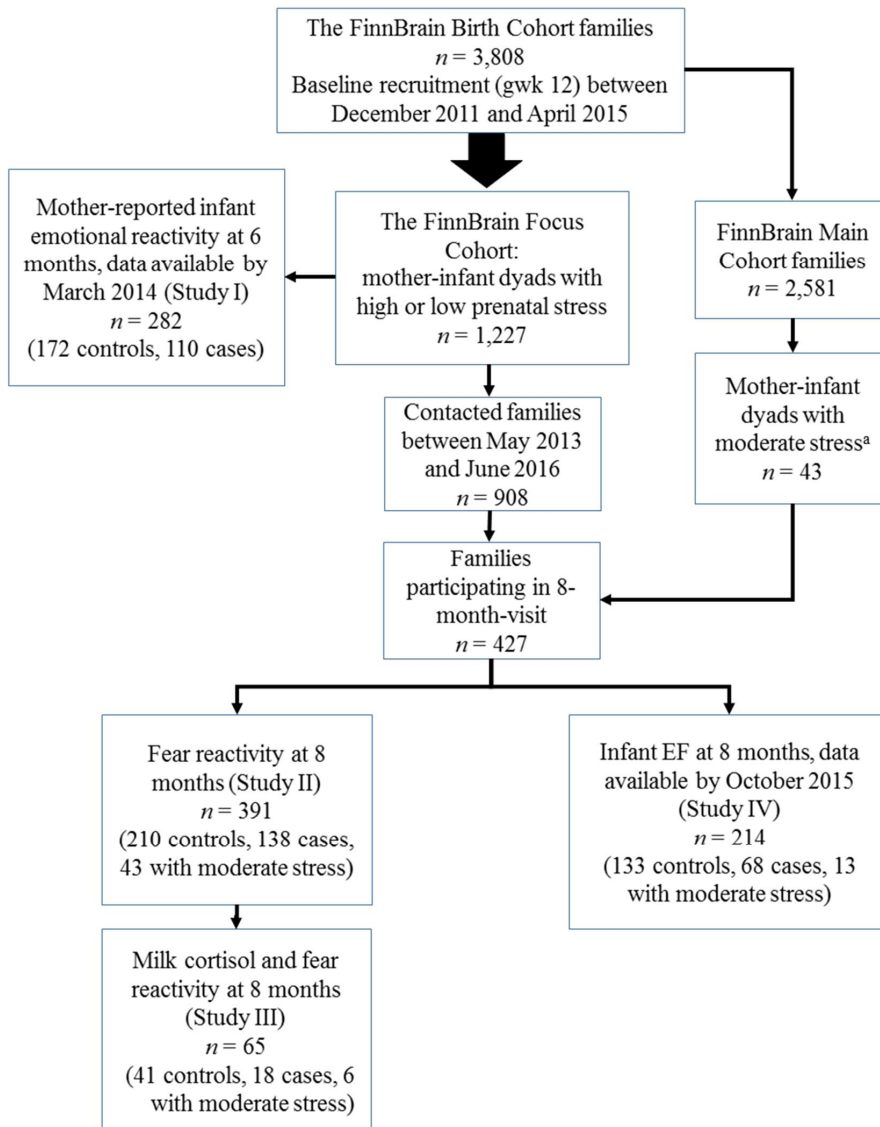 The FinnBrain Birth Cohort families
n = 3,808
Baseline recruitment (gwk 12) between
December 2011 and April 2015
Mother-reported infant
emotional reactivity at 6
months, data available by
March 2014 (Study I)
n = 282
(172 controls, 110 cases)
The FinnBrain Focus
Cohort:
mother-infant dyads with
high or low prenatal stress
n = 1,227
FinnBrain Main
Cohort families
n = 2,581
Contacted families
between May 2013
and June 2016
n = 908
Mother-infant
dyads with
moderate stressᵃ
n = 43
Families
participating in 8-
month-visit
n = 427
Fear reactivity at 8
months (Study II)
n = 391
(210 controls, 138 cases,
43 with moderate stress)
Infant EF at 8 months, data
available by October 2015
(Study IV)
n = 214
(133 controls, 68 cases, 13
with moderate stress)
Milk cortisol and fear
reactivity at 8 months
(Study III)
n = 65
(41 controls, 18 cases, 6
with moderate stress)